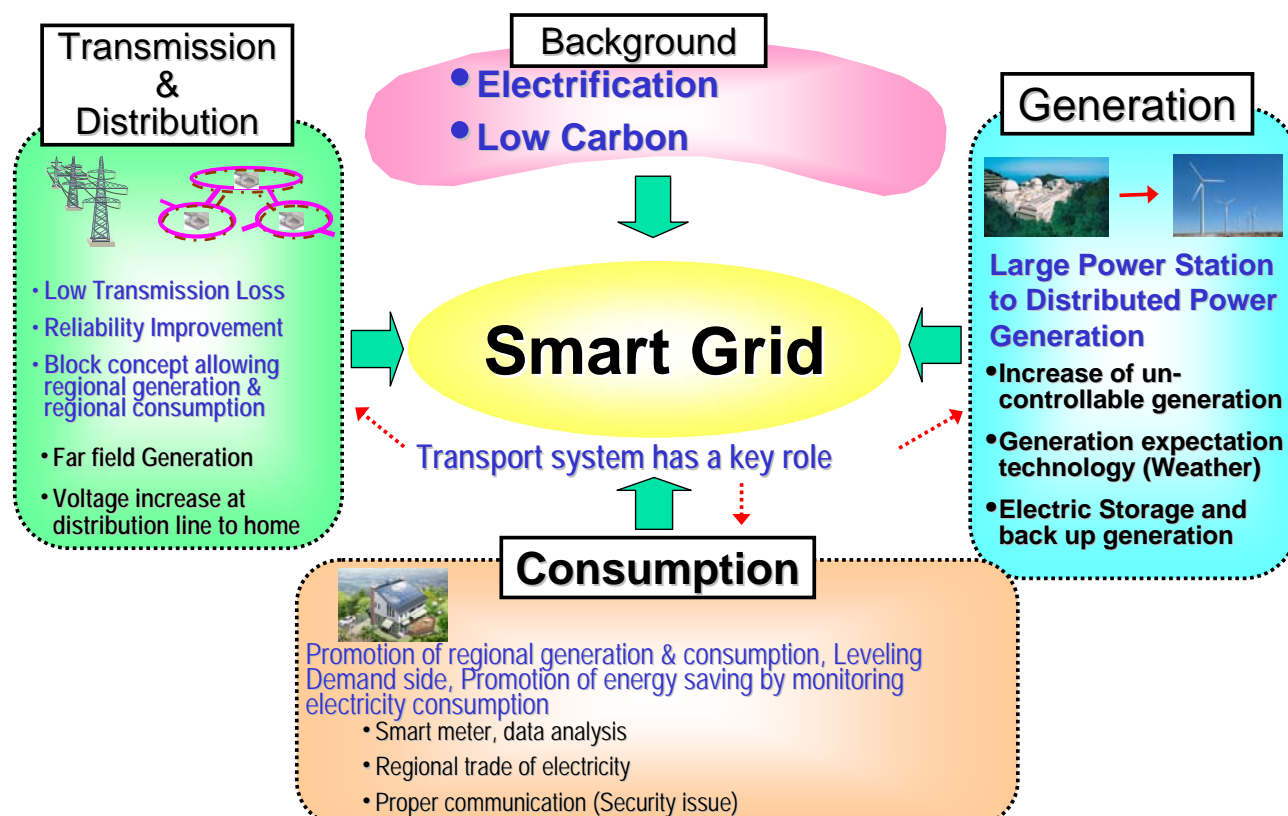 Transmission
&
Distribution
• Low Transmission Loss
• Reliability Improvement
• Block concept allowing
regional generation &
regional consumption
• Far field Generation
• Voltage increase at
distribution line to home
Background
• Electrification
• Low Carbon
Smart Grid
Transport system has a key role
Generation
Large Power Station
to Distributed Power
Generation
•Increase of un-
controllable generation
•Generation expectation
technology (Weather)
•Electric Storage and
back up generation
Consumption
Promotion of regional generation & consumption, Leveling
Demand side, Promotion of energy saving by monitoring
electricity consumption
• Smart meter, data analysis
• Regional trade of electricity
• Proper communication (Security issue)